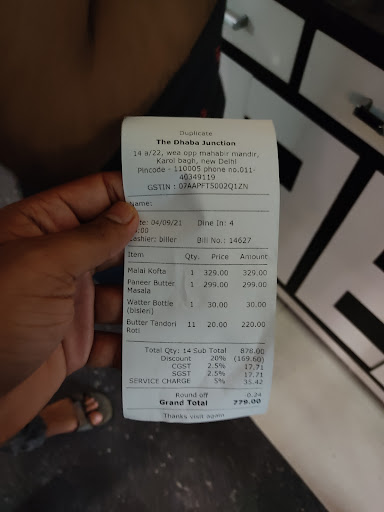 Duplicate
The Dhaba Junction
14 a/22, wea opp mahabir mandir,
Karol bagh, new Delhi
Pincode - 110005 phone no.011-
40349119
GSTIN : 07AAPFT5002Q1ZN
Name:
04/09/21 Dine In: 4
biller Bill No.: 14627
Item Qty. Price Amount
Malai Kofta 1 329.00 329.00
Paneer Butter 1 299.00 299.00
Masala
Watter Bottle 1 30.00 30.00
(bisleri)
Butter Tandori 11 20.00 220.00
Roti
Total Qty: 14 Sub Total 878.00
Discount 20% (169.60)
CGST 2.5% 17.71
SGST 2.5% 17.71
SERVICE CHARGE 5% 35.42
Round off 0.24
Grand Total 779.00
Thanks visit again